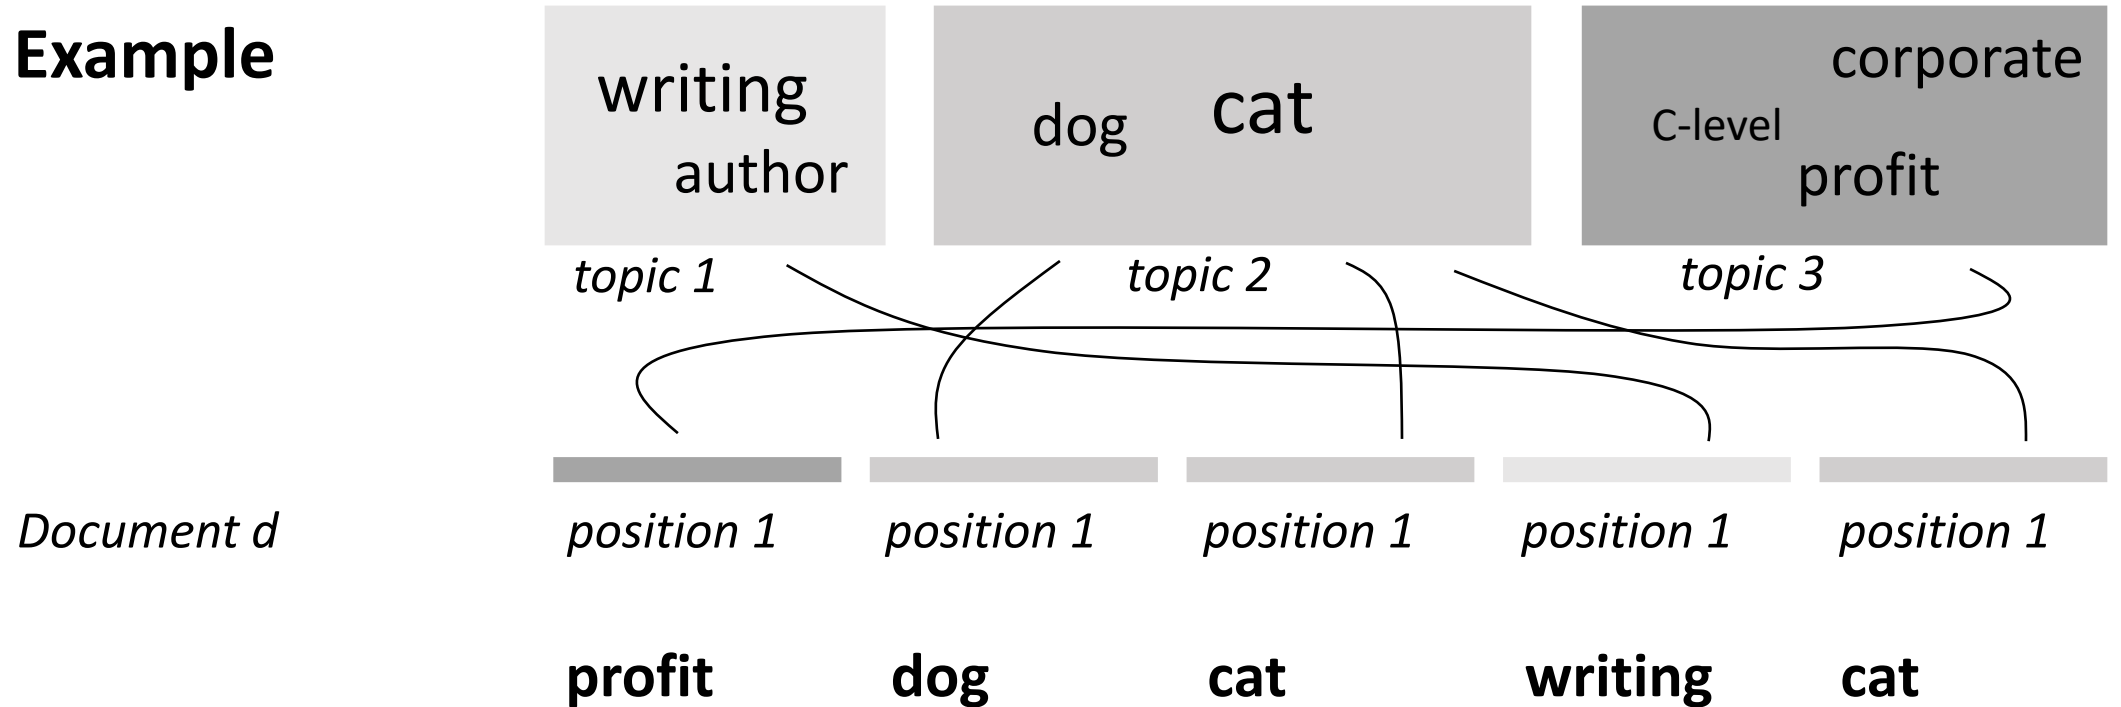 Example
writing
author
dog cat
corporate
C-level
profit
topic 1 topic 2 topic 3
Document d position 1 position 1 position 1 position 1 position 1
profit dog cat writing cat